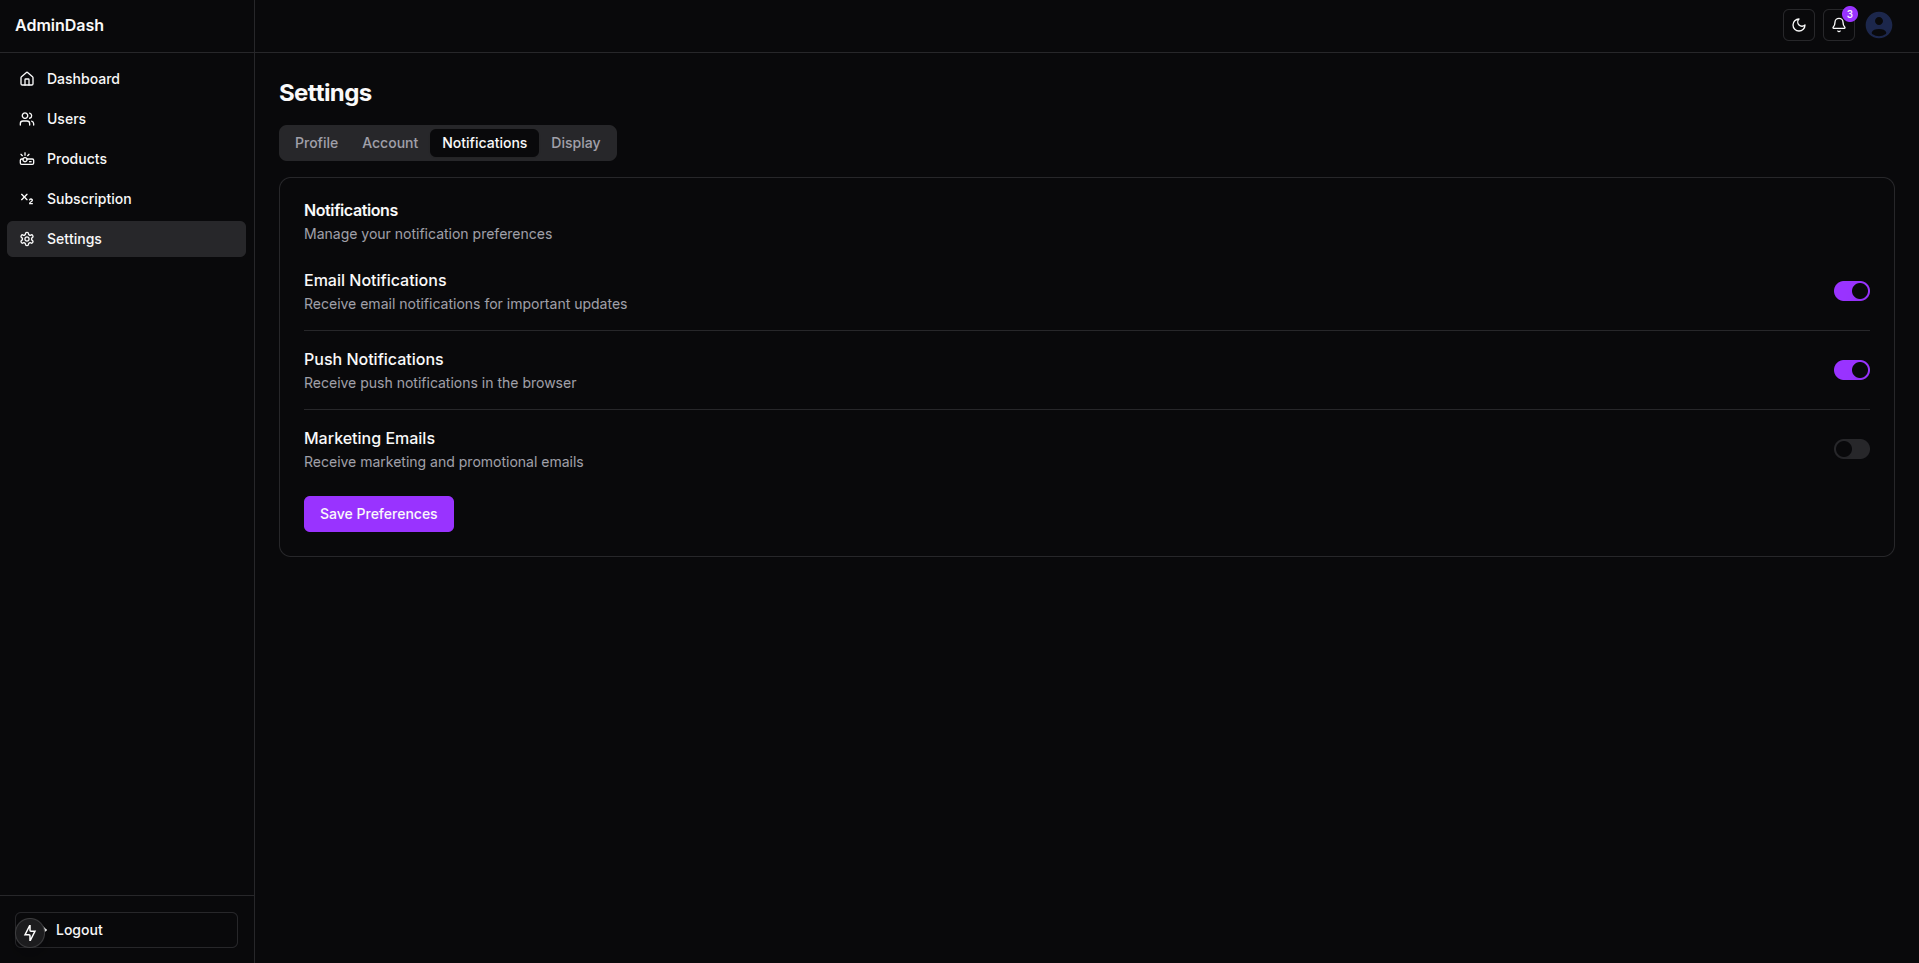 AdminDash
3
Dashboard
Users
Products
Subscription
Settings
Settings
Profile Account Notifications Display
Notifications
Manage your notification preferences
Email Notifications
Receive email notifications for important updates
Push Notifications
Receive push notifications in the browser
Marketing Emails
Receive marketing and promotional emails
Save Preferences
Logout